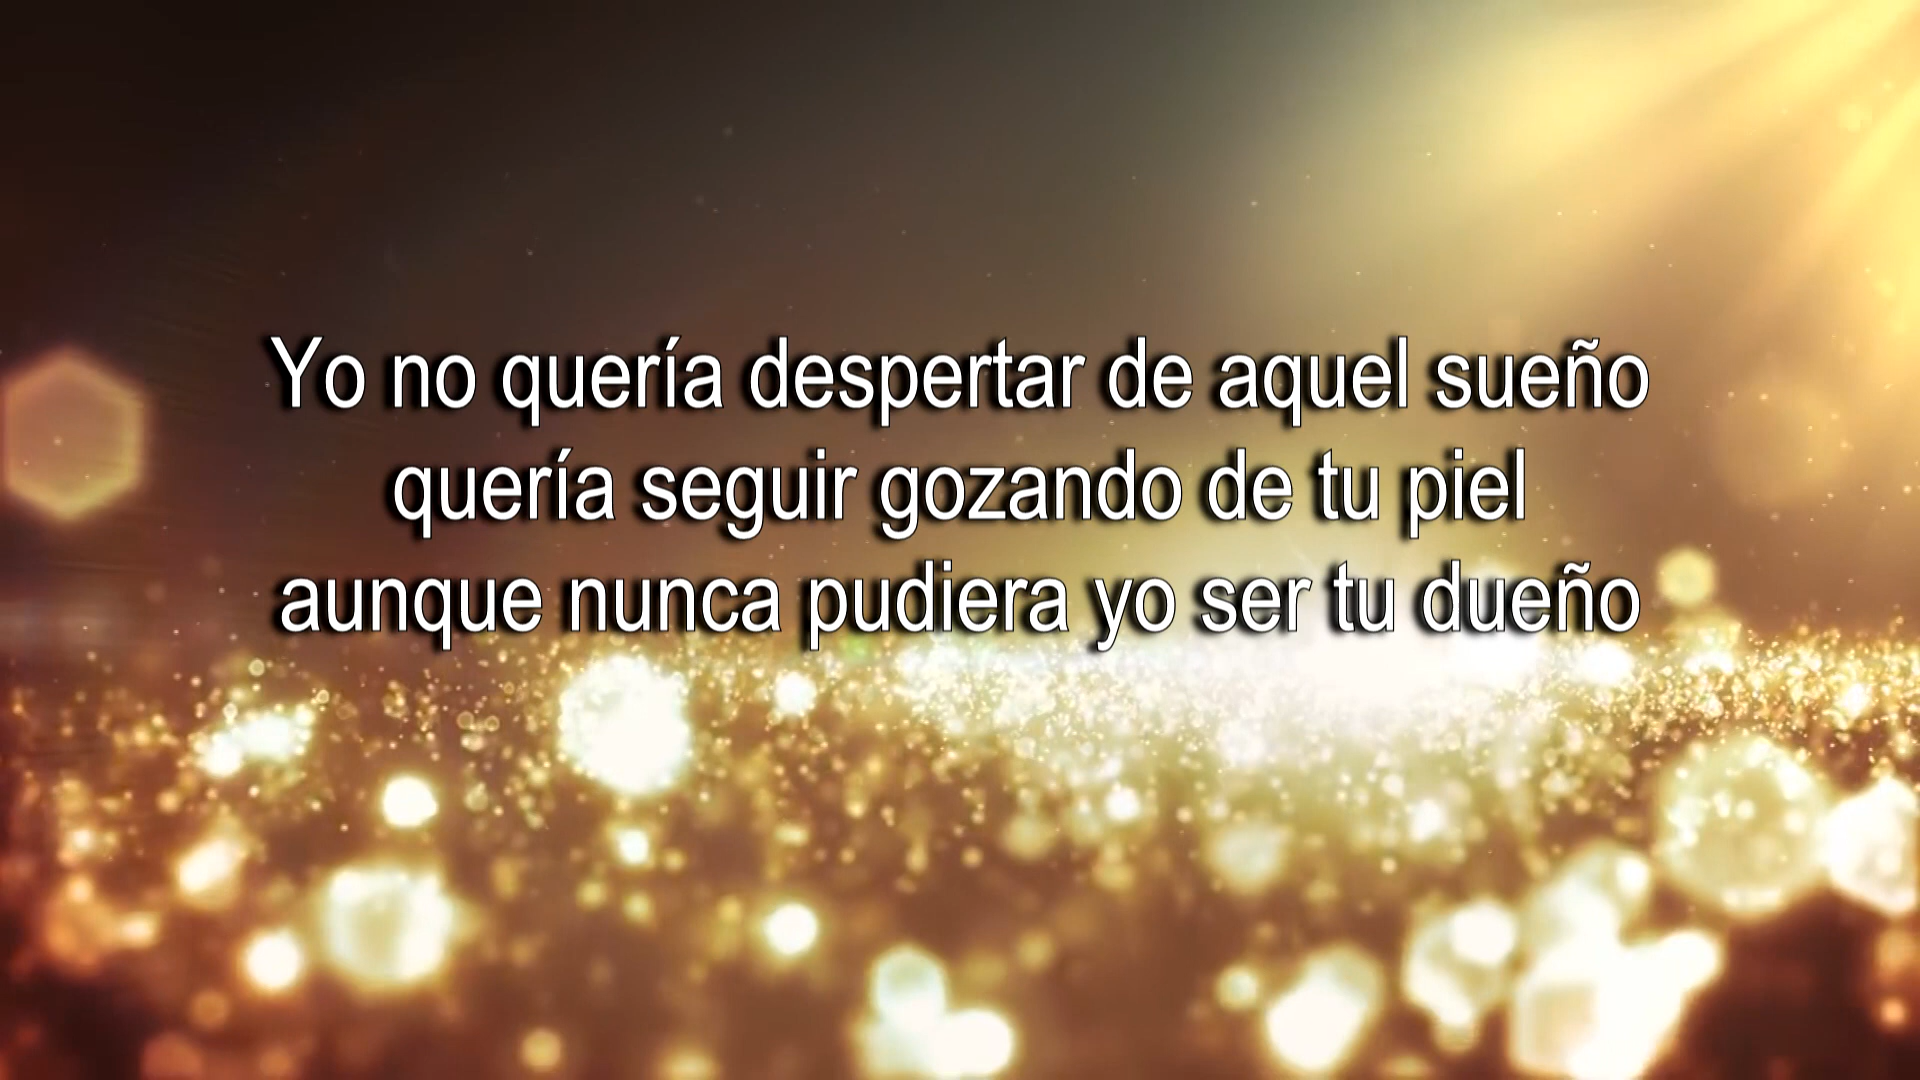 Yo no quería despertar de aquel sueño
quería seguir gozando de tu piel
aunque nunca pudiera yo ser tu dueño